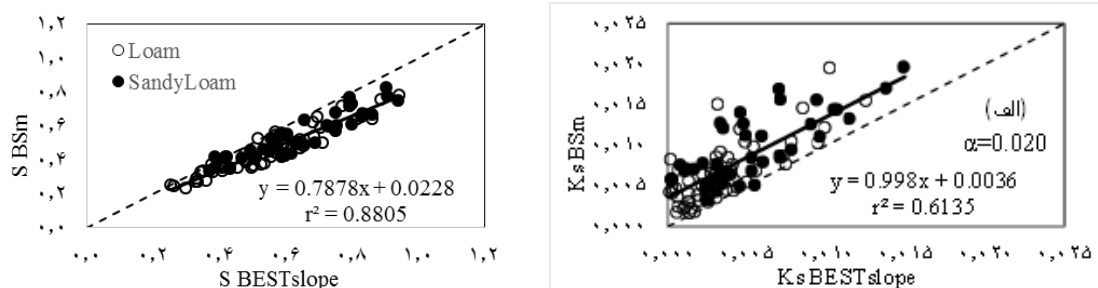 ۱,۲
۱,۰
۰,۸
۰,۶
۰,۴
۰,۲
۰,۰
S BSm
Loam
SandyLoam
y = 0.7878x + 0.0228
r² = 0.8805
۰,۰ ۰,۲ ۰,۴ ۰,۶ ۰,۸ ۱,۰ ۱,۲
S BESTslope
۰,۰۲۵
۰,۰۲۰
۰,۰۱۵
۰,۰۱۰
۰,۰۰۵
۰,۰۰۰
Ks BSm
(الف)
α=0.020
y = 0.998x + 0.0036
r² = 0.6135
۰,۰۰۰ ۰,۰۰۵ ۰,۰۱۰ ۰,۰۱۵ ۰,۰۲۰ ۰,۰۲۵
Ks BESTslope